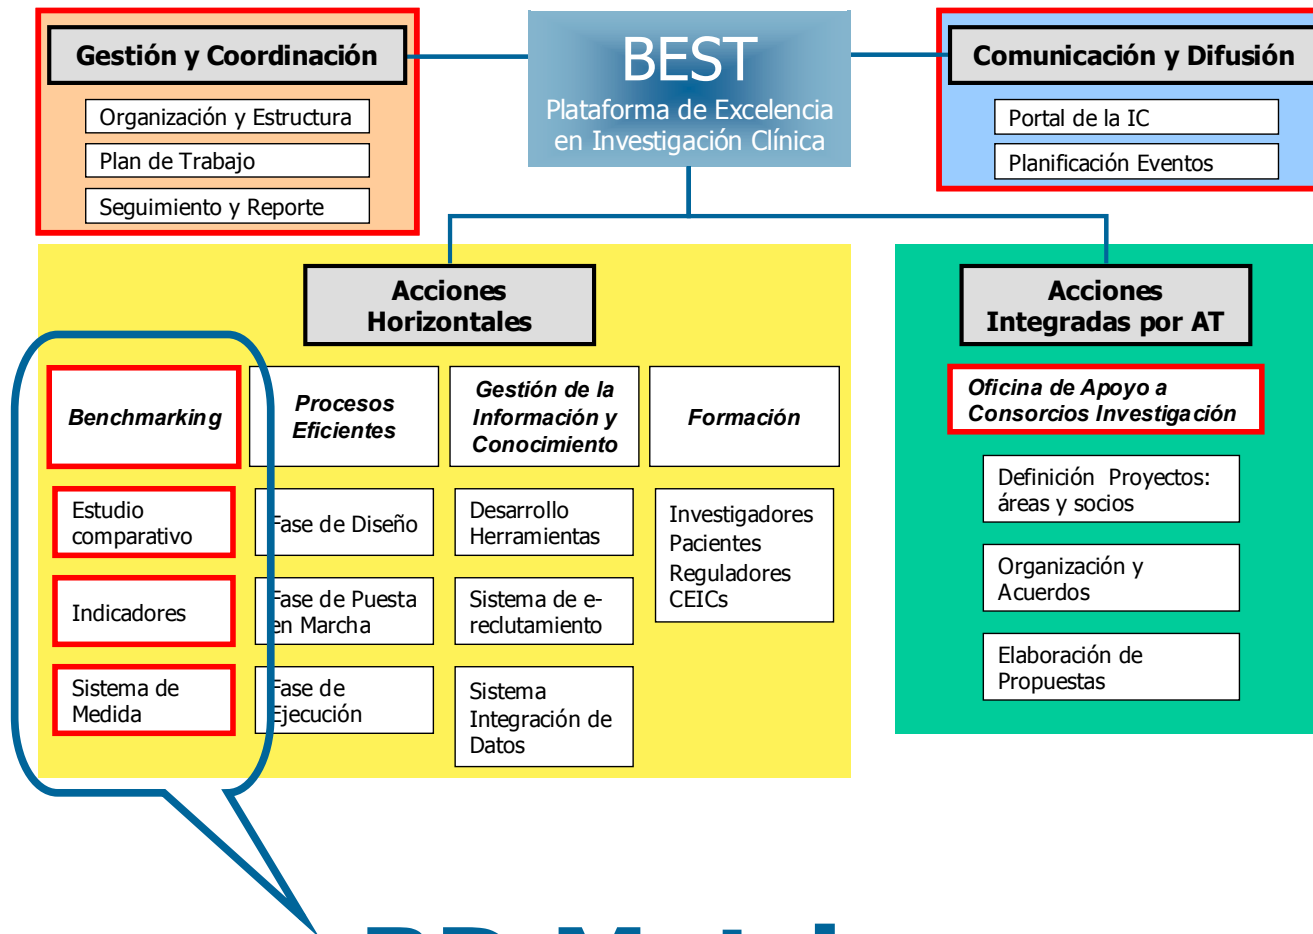 Gestión y Coordinación
Organización y Estructura
Plan de Trabajo
Seguimiento y Reporte
BEST
Plataforma de Excelencia
en Investigación Clínica
Comunicación y Difusión
Portal de la IC
Planificación Eventos
Acciones
Horizontales
Benchmarking
Estudio
comparativo
Indicadores
Sistema de
Medida
Procesos
Eficientes
Fase de Diseño
Fase de Puesta
en Marcha
Fase de
Ejecución
Gestión de la
Información y
Conocimiento
Desarrollo
Herramientas
Sistema de e-
reclutamiento
Sistema
Integración de
Datos
Formación
Investigadores
Pacientes
Reguladores
CEICs
Acciones
Integradas por AT
Oficina de Apoyo a
Consorcios Investigación
Definición Proyectos:
áreas y socios
Organización y
Acuerdos
Elaboración de
Propuestas